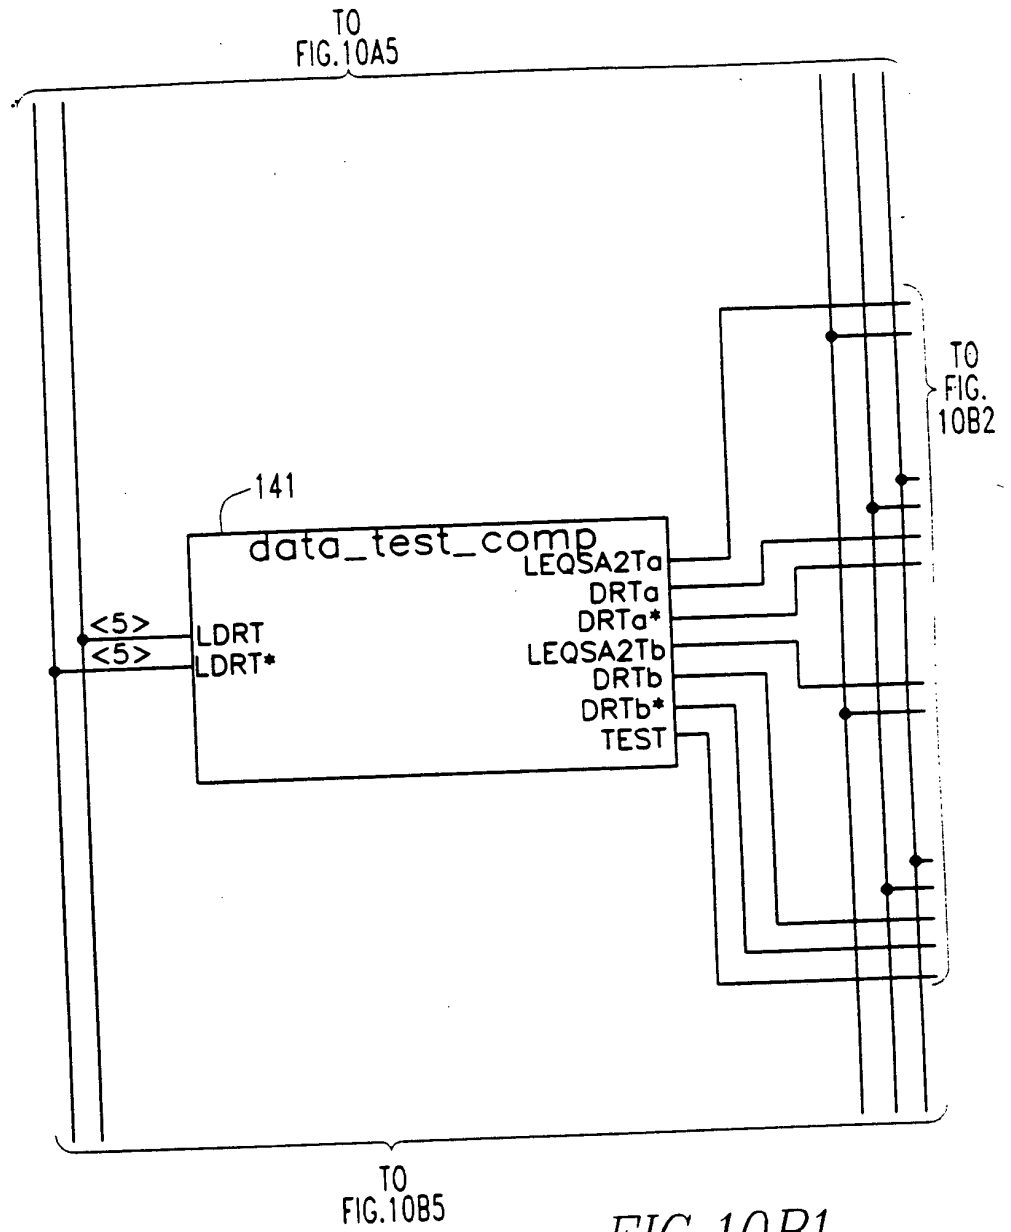 TO
FIG.10A5
TO
FIG.
10B2
141
data_test_comp
LEQSA2Ta
DRTa
DRTa*
<5>
LDRT
<5>
LDRT*
LEQSA2Tb
DRTb
DRTb*
TEST
TO
FIG.10B5
FIG. 10B1